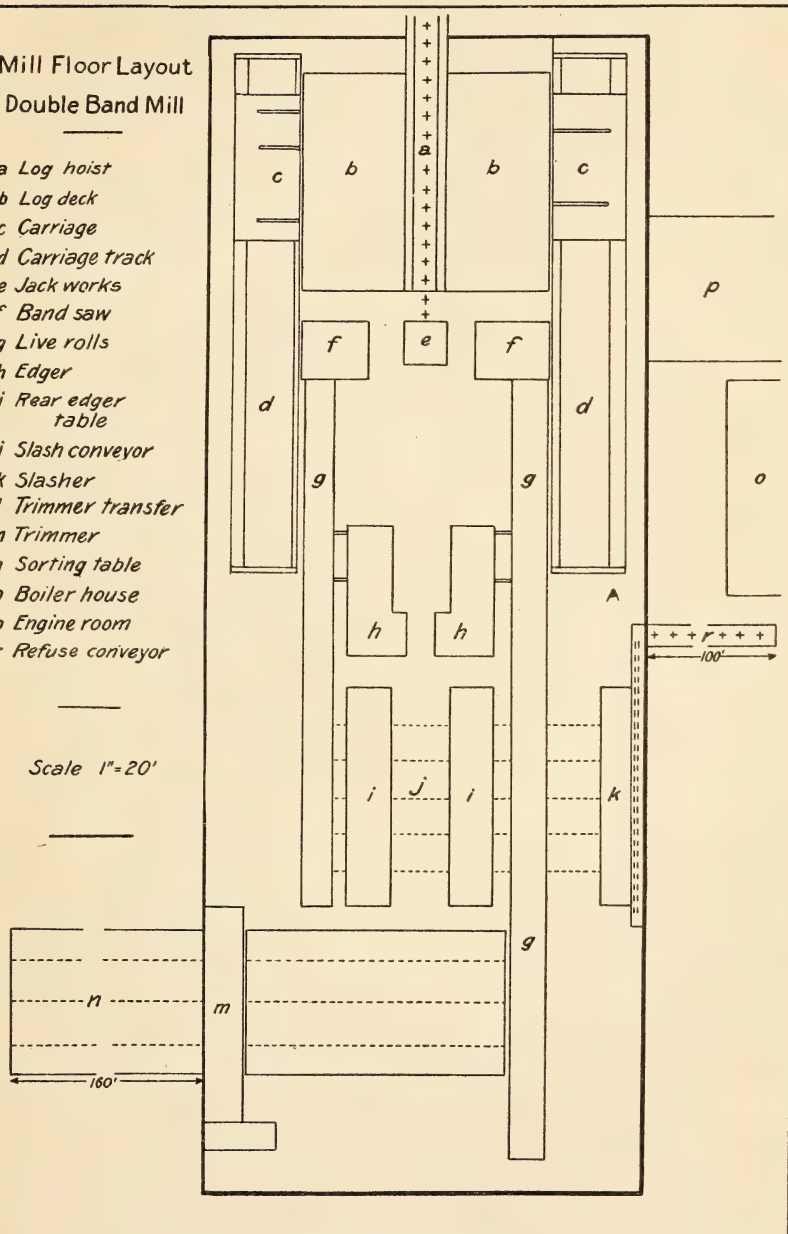 Mill Floor Layout
Double Band Mill
a Log hoist
b Log deck
c Carriage
d Carriage track
e Jack works
f Band saw
g Live rolls
h Edger
i Rear edger
table
j Slash conveyor
k Slasher
l Trimmer transfer
m Trimmer
n Sorting table
o Boiler house
p Engine room
r Refuse conveyor
Scale 1"=20'
a
c b b c
p
f e f
d d
g g o
A
h h
r
100'
i j i k
g
n m
160'